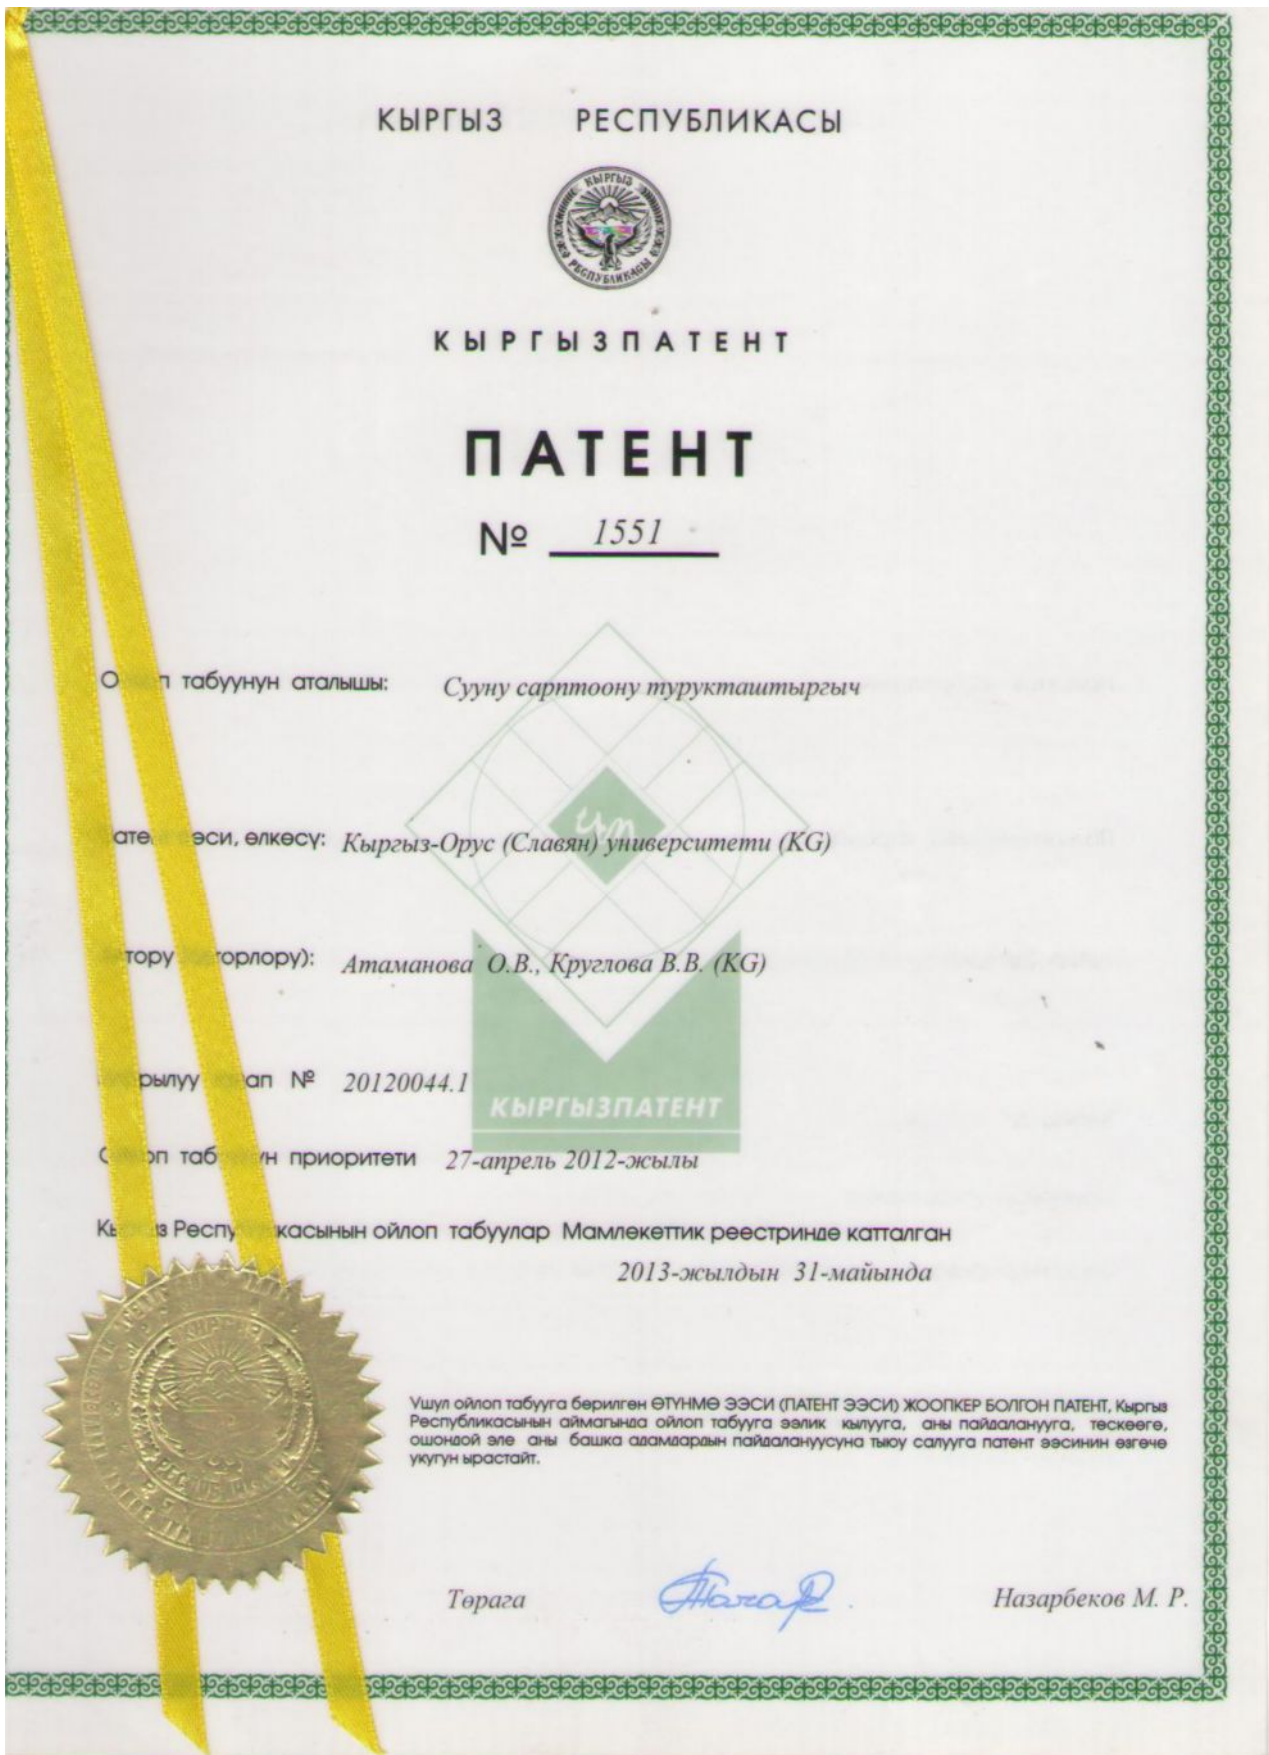 КЫРГЫЗ РЕСПУБЛИКАСЫ
КЫРГЫЗ
РЕСПУБЛИКАСЫ
КЫРГЫЗПАТЕНТ
ПАТЕНТ
№ 1551
табуунун аталышы: Сууну сарптоону турукташтыргыч
ээси, өлкөсү: Кыргыз-Орус (Славян) университети (KG)
Атаманова О.В., Круглова В.В. (KG)
№ 20120044.1
КЫРГЫЗПАТЕНТ
приоритети 27-апрель 2012-жылы
ойлоп табуулар Мамлекеттик реестринде катталган
2013-жылдын 31-майында
Ушул ойлоп табууга берилген ӨТҮНМӨ ЭЭСИ (ПАТЕНТ ЭЭСИ) ЖООПКЕР БОЛГОН ПАТЕНТ, Кыргыз
Республикасынын аймагында ойлоп табууга ээлик кылууга, аны пайдаланууга, тескөөгө,
ошондой эле аны башка адамдардын пайдалануусуна тыюу салууга патент ээсинин өзгөчө
укугун ырастайт.
Төрага Назарбеков М. Р.